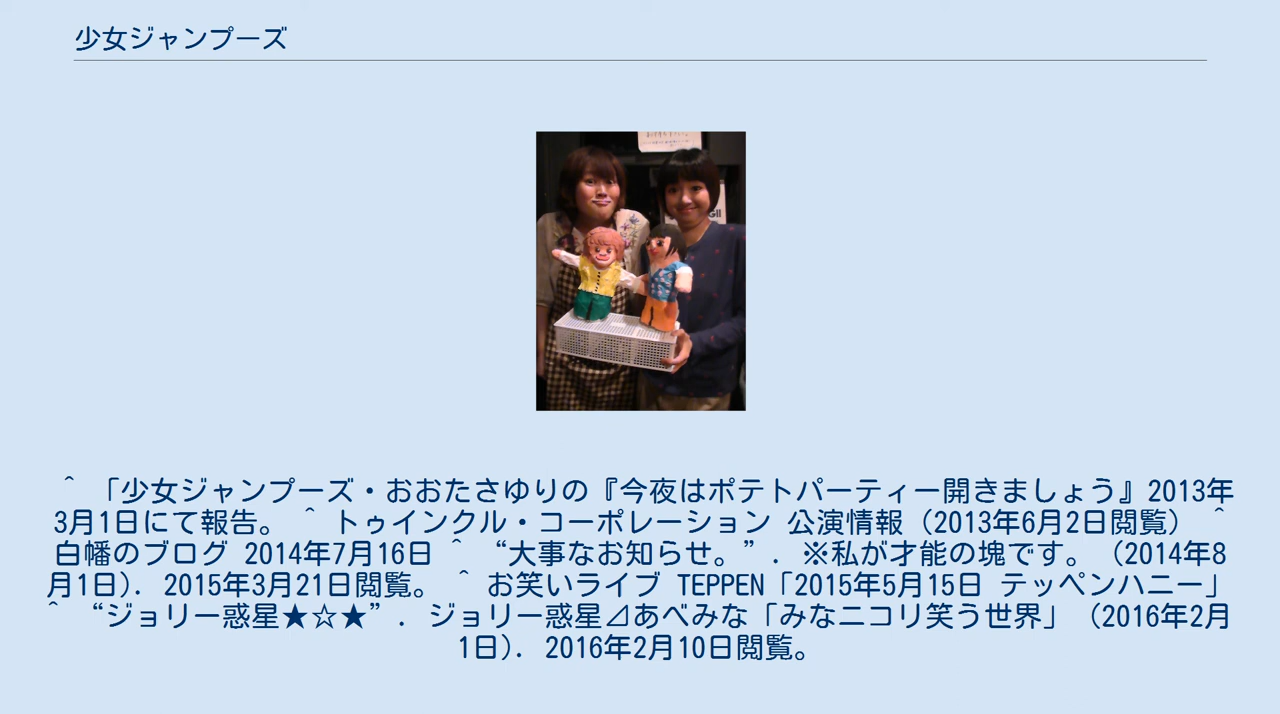 少女ジャンプーズ
^ 「少女ジャンプーズ・おおたさゆりの『今夜はポテトパーティー開きましょう』2013年
3月1日にて報告。 ^ トゥインクル・コーポレーション 公演情報（2013年6月2日閲覧） ^
白幡のブログ 2014年7月16日 ^ “大事なお知らせ。”. ※私が才能の塊です。（2014年8
月1日）. 2015年3月21日閲覧。 ^ お笑いライブ TEPPEN「2015年5月15日 テッペンハニー」
^ “ジョリー惑星★☆★”. ジョリー惑星⊿あべみな「みなニコリ笑う世界」（2016年2月
1日）. 2016年2月10日閲覧。